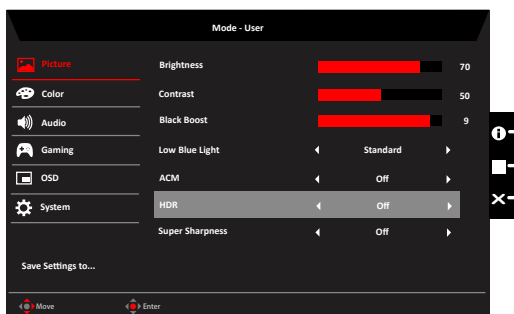 Mode - User
Picture
Brightness 70
Color
Contrast 50
Audio
Black Boost 9
Gaming
Low Blue Light Standard
OSD
ACM Off
System
HDR Off
Super Sharpness Off
Save Settings to...
Move Enter